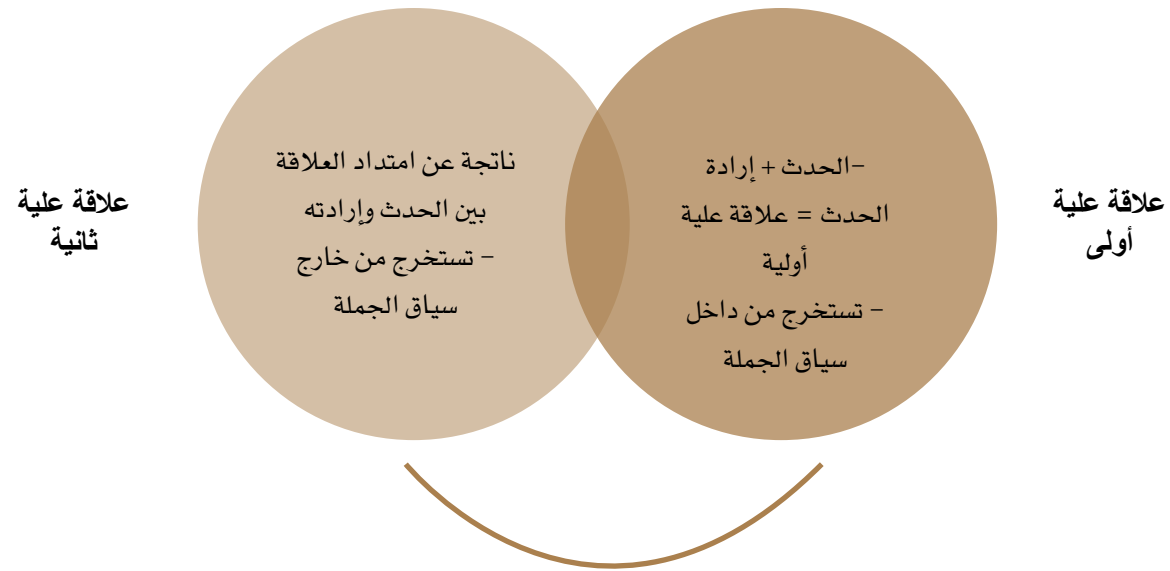 علاقة علية
أولى
–الحدث + إرادة
الحدث = علاقة علية
أولية
– تستخرج من داخل
سياق الجملة
ناتجة عن امتداد العلاقة
بين الحدث وإرادته
– تستخرج من خارج
سياق الجملة
علاقة علية
ثانية